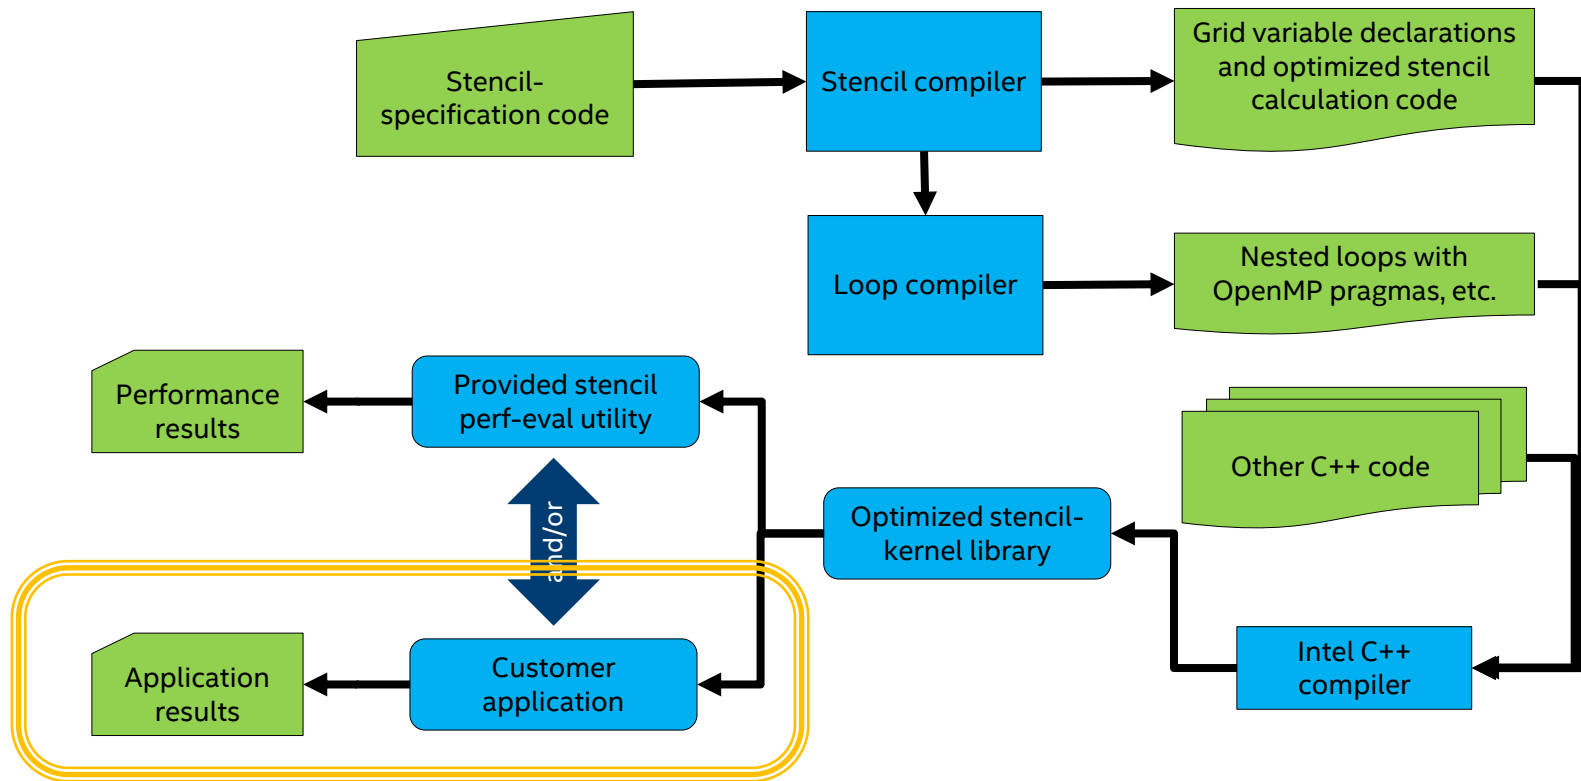 Stencil-
specification code
Stencil compiler
Grid variable declarations
and optimized stencil
calculation code
Loop compiler
Nested loops with
OpenMP pragmas, etc.
Performance
results
Provided stencil
perf-eval utility
Other C++ code
and/or
Optimized stencil-
kernel library
Application
results
Customer
application
Intel C++
compiler